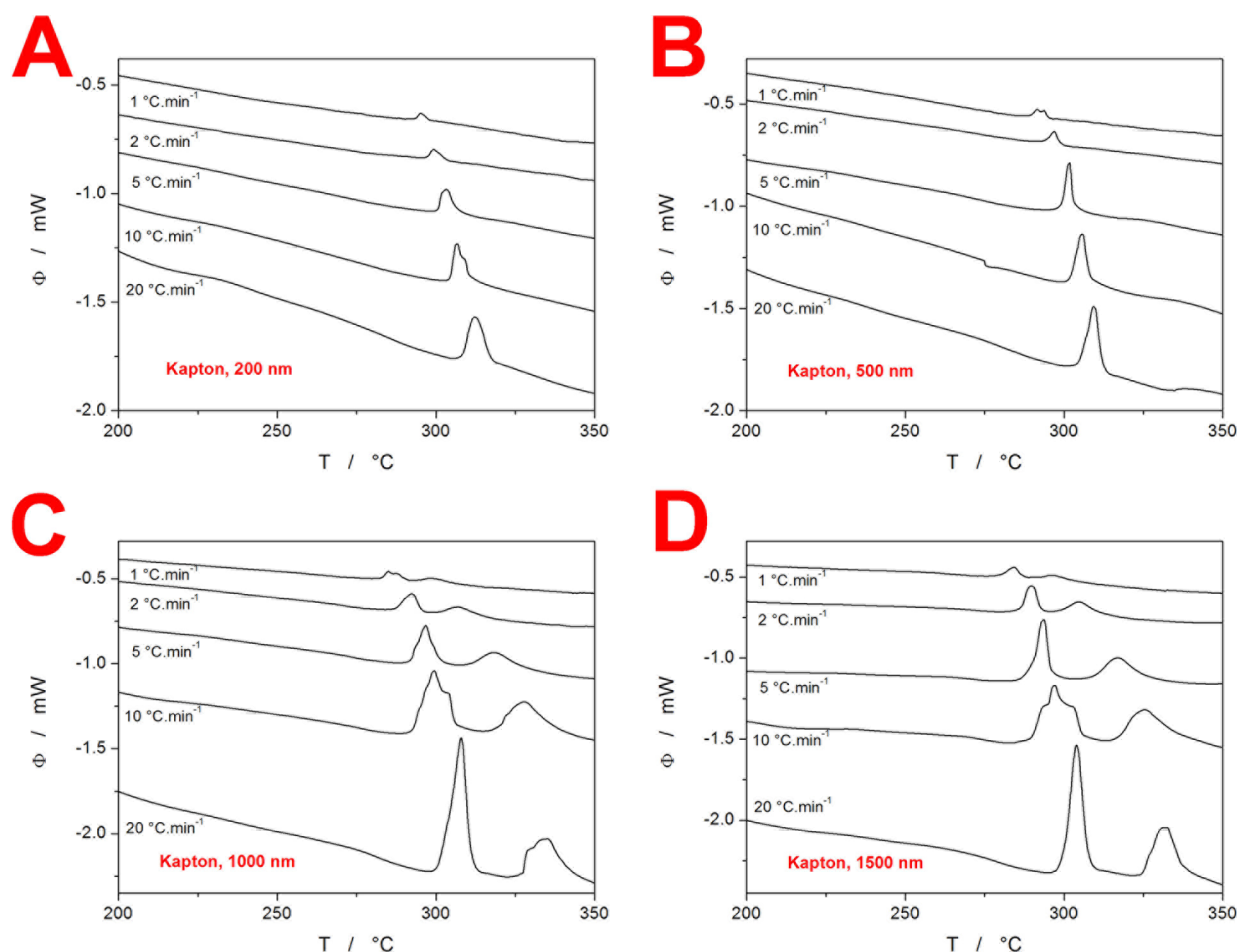 A
-0.5
1 °C.min⁻¹
2 °C.min⁻¹
5 °C.min⁻¹
-1.0
10 °C.min⁻¹
20 °C.min⁻¹
-1.5
Kapton, 200 nm
-2.0
200 250 300 350
T / °C
Φ / mW
B
-0.5
1 °C.min⁻¹
2 °C.min⁻¹
5 °C.min⁻¹
-1.0
10 °C.min⁻¹
-1.5
20 °C.min⁻¹
Kapton, 500 nm
-2.0
200 250 300 350
T / °C
Φ / mW
C
-0.5
1 °C.min⁻¹
2 °C.min⁻¹
5 °C.min⁻¹
-1.0
10 °C.min⁻¹
-1.5
-2.0
20 °C.min⁻¹
Kapton, 1000 nm
200 250 300 350
T / °C
Φ / mW
D
-0.5
1 °C.min⁻¹
2 °C.min⁻¹
-1.0
5 °C.min⁻¹
-1.5
10 °C.min⁻¹
20 °C.min⁻¹
-2.0
Kapton, 1500 nm
200 250 300 350
T / °C
Φ / mW